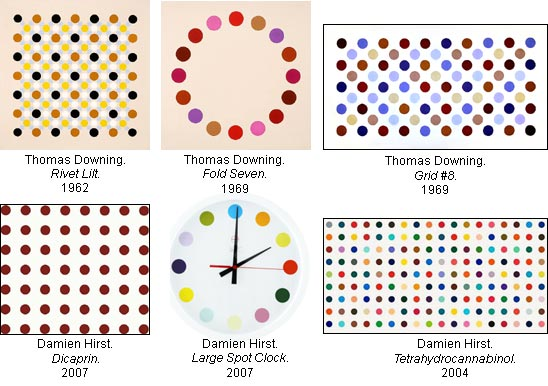 Thomas Downing.
Rivet Lilt.
1962
Thomas Downing.
Fold Seven.
1969
Thomas Downing.
Grid #8.
1969
Damien Hirst.
Dicaprin.
2007
Damien Hirst.
Large Spot Clock.
2007
Damien Hirst.
Tetrahydrocannabinol.
2004